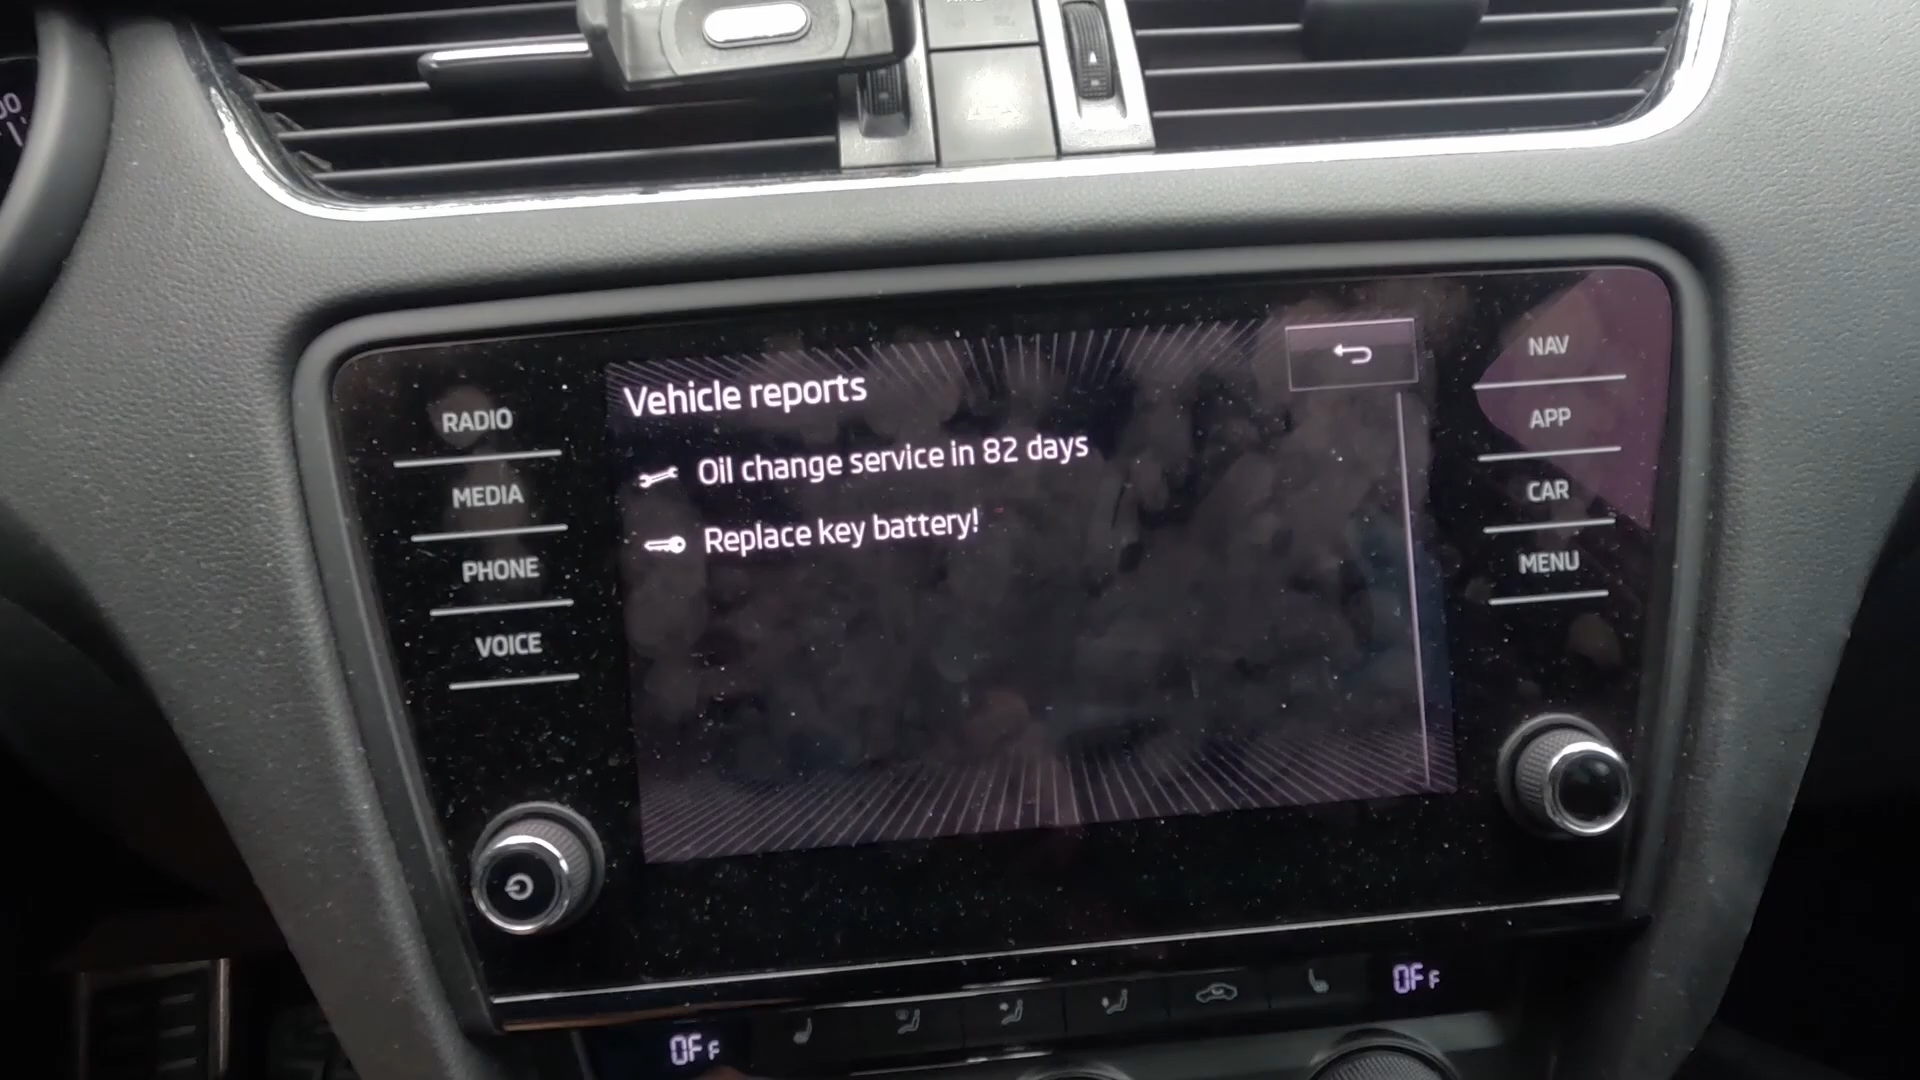 00
Vehicle reports
Oil change service in 82 days
Replace key battery!
RADIO
MEDIA
PHONE
VOICE
NAV
APP
CAR
MENU
OFF
OFF